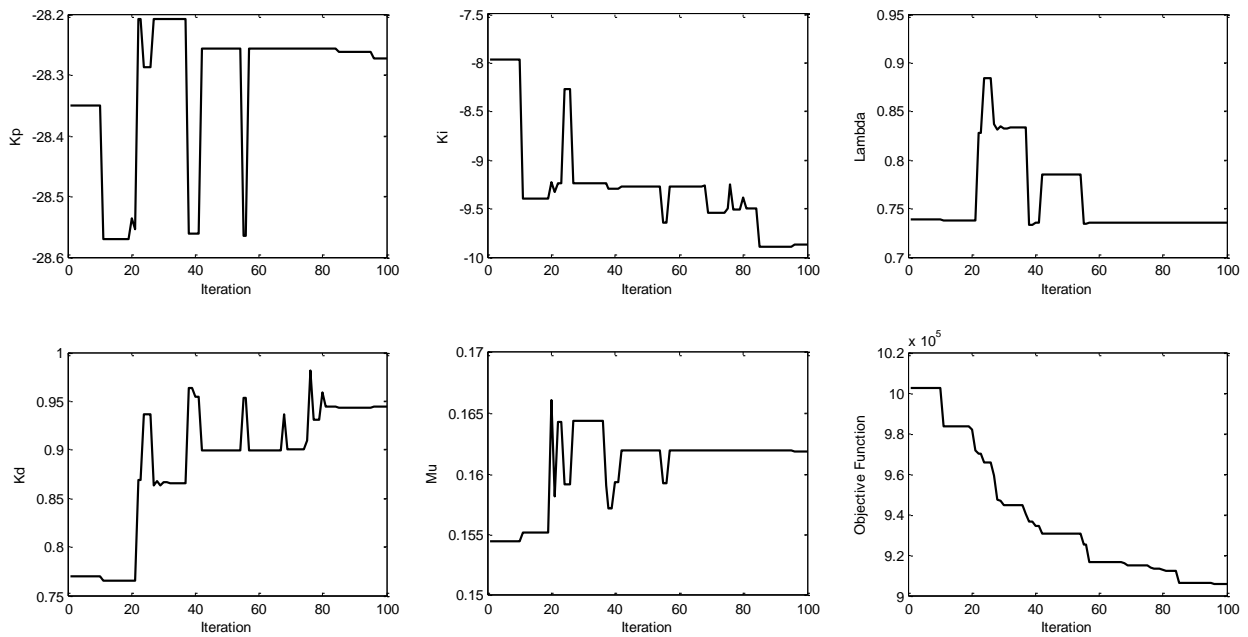 -28.2
-28.3
-28.4
-28.5
-28.6
Kp
0 20 40 60 80 100
Iteration
-7.5
-8
-8.5
-9
-9.5
-10
Ki
0 20 40 60 80 100
Iteration
0.95
0.9
0.85
0.8
0.75
0.7
Lambda
0 20 40 60 80 100
Iteration
1
0.95
0.9
0.85
0.8
0.75
Kd
0 20 40 60 80 100
Iteration
0.17
0.165
0.16
0.155
0.15
Mu
0 20 40 60 80 100
Iteration
x 10^5
10.2
10
9.8
9.6
9.4
9.2
9
Objective Function
0 20 40 60 80 100
Iteration